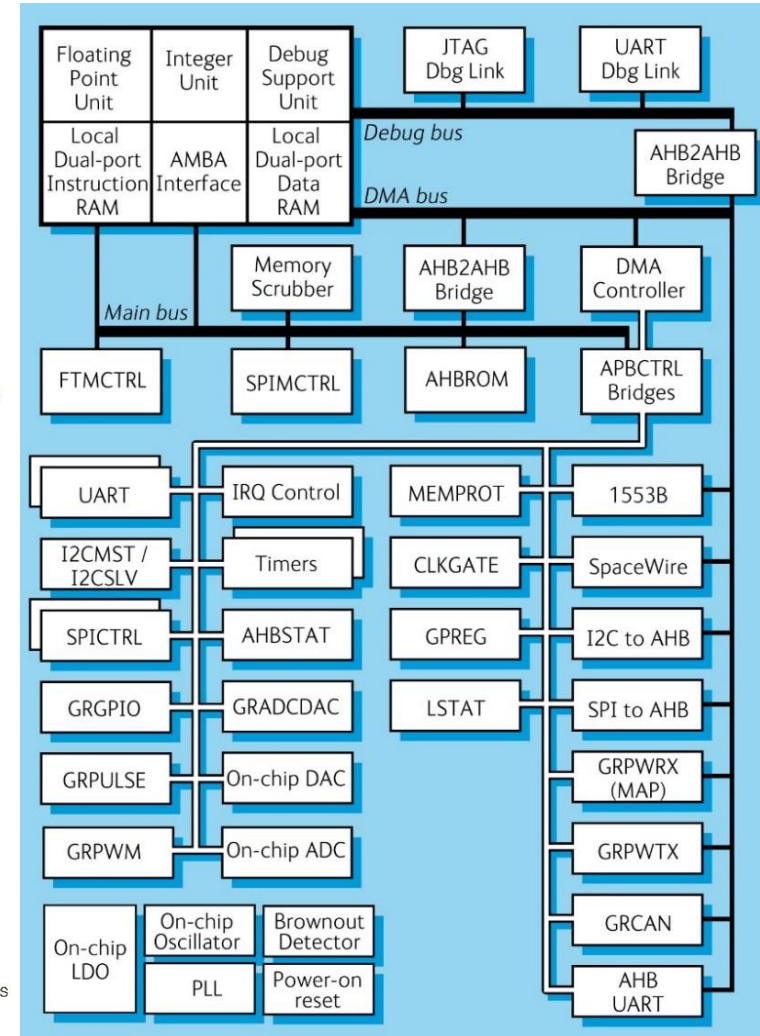 Floating
Point
Unit
Integer
Unit
Debug
Support
Unit
JTAG
Dbg Link
UART
Dbg Link
Local
Dual-port
Instruction
RAM
AMBA
Interface
Local
Dual-port
Data
RAM
Debug bus
AHB2AHB
Bridge
DMA bus
Memory
Scrubber
AHB2AHB
Bridge
DMA
Controller
Main bus
FTMCTRL
SPIMCTRL
AHBROM
APBCTRL
Bridges
UART
IRQ Control
MEMPROT
1553B
I2CMST /
I2CSLV
Timers
CLKGATE
SpaceWire
SPICTRL
AHBSTAT
GPREG
I2C to AHB
GRGPIO
GRADCDAC
LSTAT
SPI to AHB
GRPULSE
On-chip DAC
GRPWRX
(MAP)
GRPWM
On-chip ADC
GRPWTX
GRCAN
AHB
UART
On-chip
LDO
On-chip
Oscillator
Brownout
Detector
PLL
Power-on
reset
s